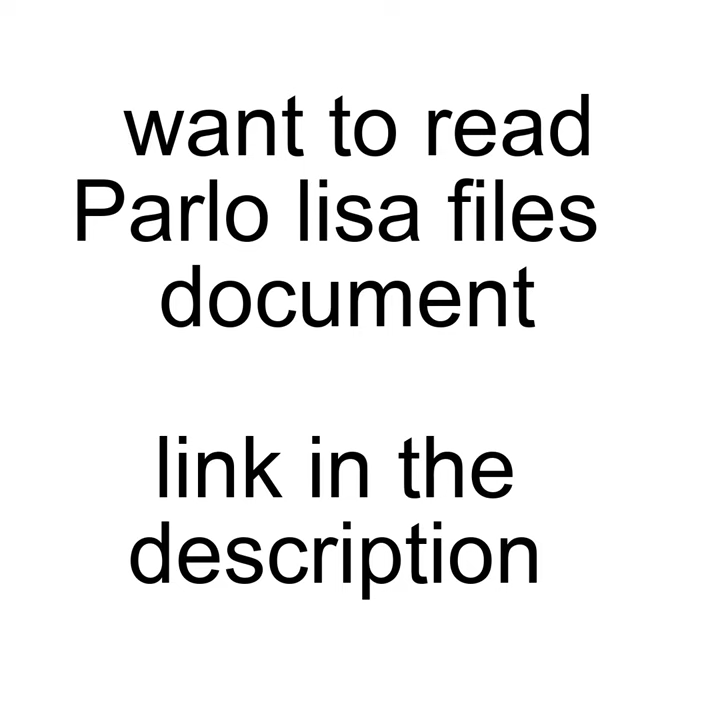 want to read
Parlo lisa files
document
link in the
description